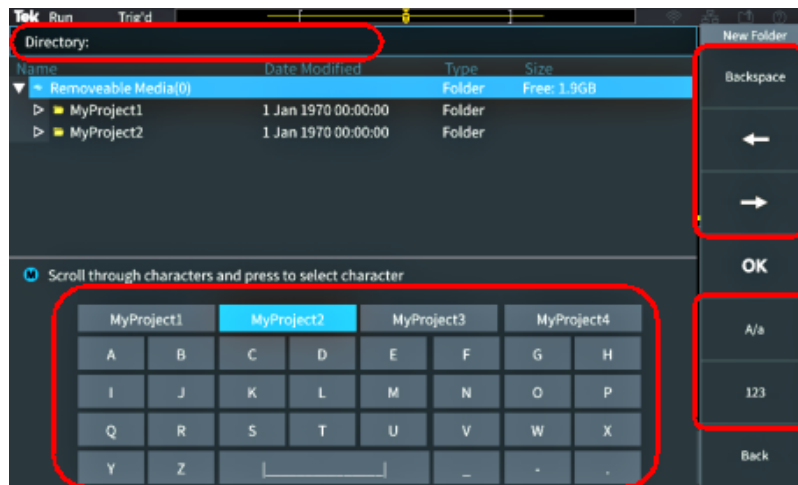 Tek Run Trig'd
New Folder
Directory:
Name Date Modified Type Size
Removeable Media(0) Folder Free: 1.9GB
MyProject1 1 Jan 1970 00:00:00 Folder
MyProject2 1 Jan 1970 00:00:00 Folder
Backspace
OK
A/a
123
Back
M Scroll through characters and press to select character
MyProject1 MyProject2 MyProject3 MyProject4
A B C D E F G H
I J K L M N O P
Q R S T U V W X
Y Z _ - .